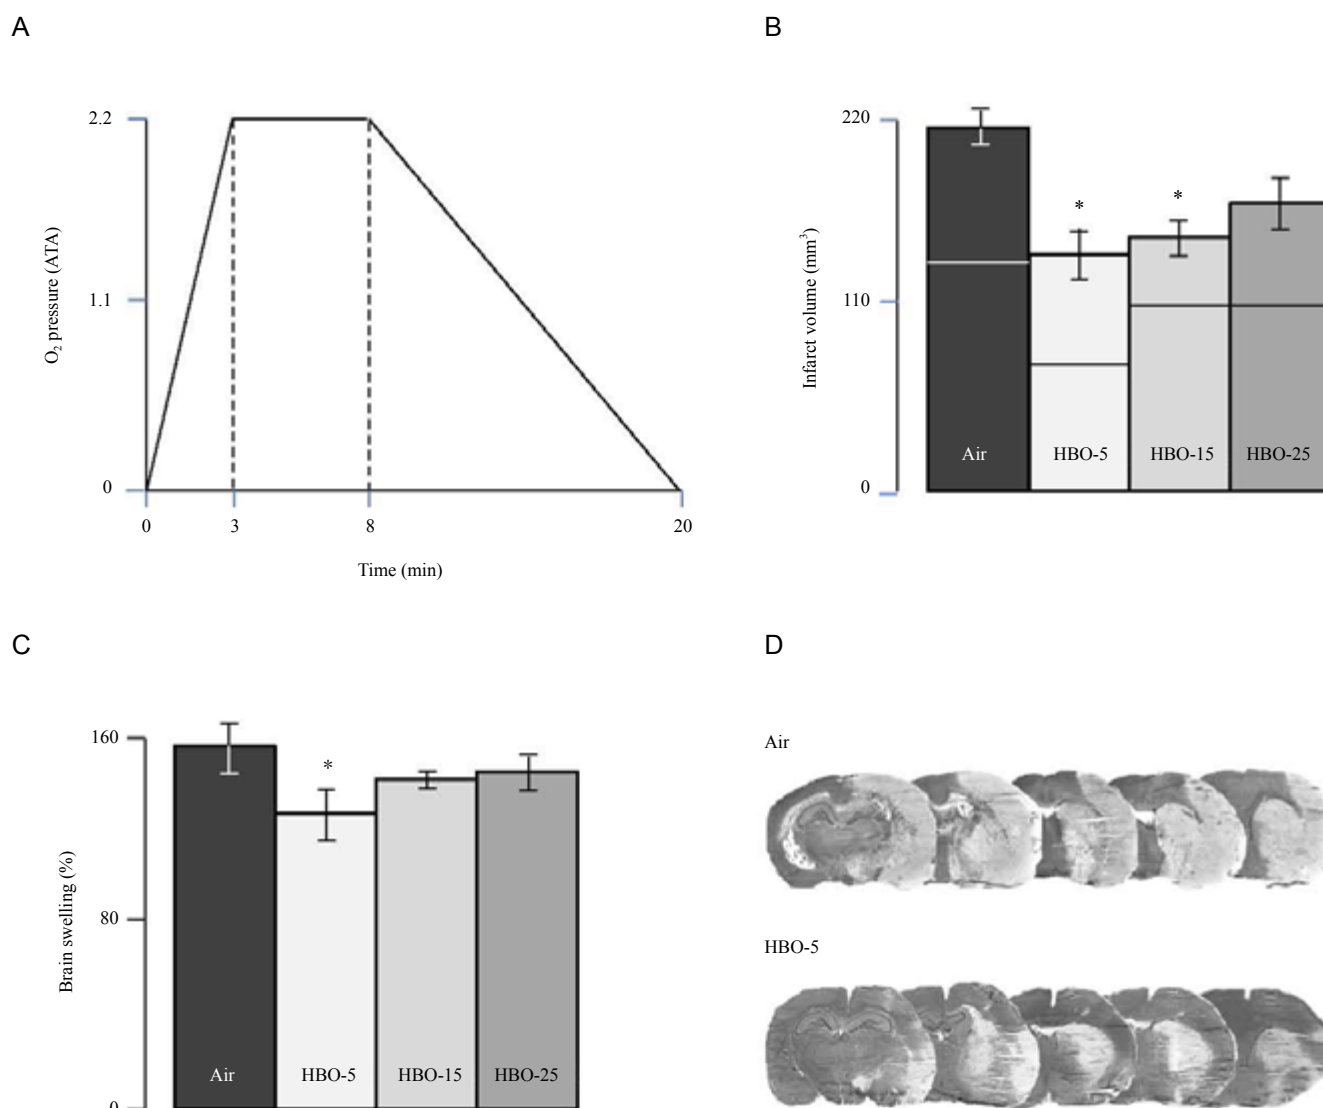 A
B
2.2
1.1
0
O2 pressure (ATA)
0 3 8 20
Time (min)
220
110
0
Infarct volume (mm3)
* *
Air HBO-5 HBO-15 HBO-25
C
D
160
80
0
Brain swelling (%)
*
Air HBO-5 HBO-15 HBO-25
Air
HBO-5